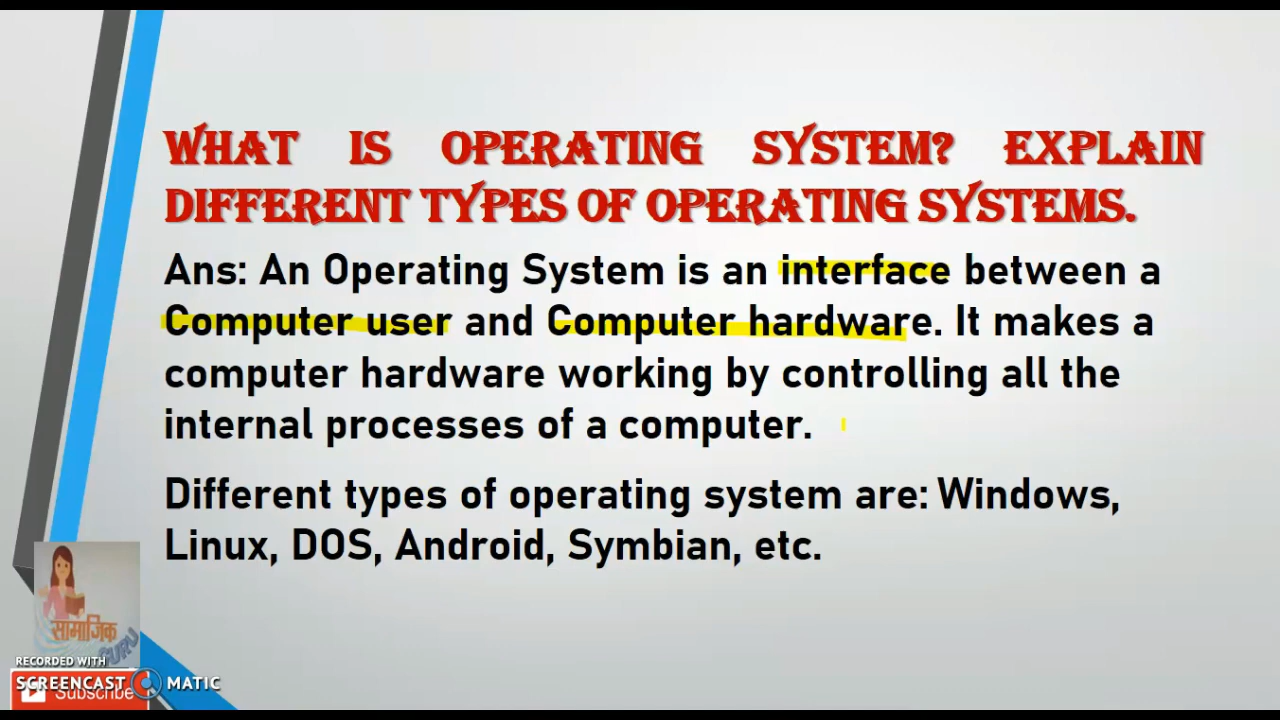 WHAT IS OPERATING SYSTEM? EXPLAIN
DIFFERENT TYPES OF OPERATING SYSTEMS.
Ans: An Operating System is an interface between a
Computer user and Computer hardware. It makes a
computer hardware working by controlling all the
internal processes of a computer.
Different types of operating system are: Windows,
Linux, DOS, Android, Symbian, etc.
सामाजिक
GURU
RECORDED WITH
SCREENCAST MATIC
Subscribe